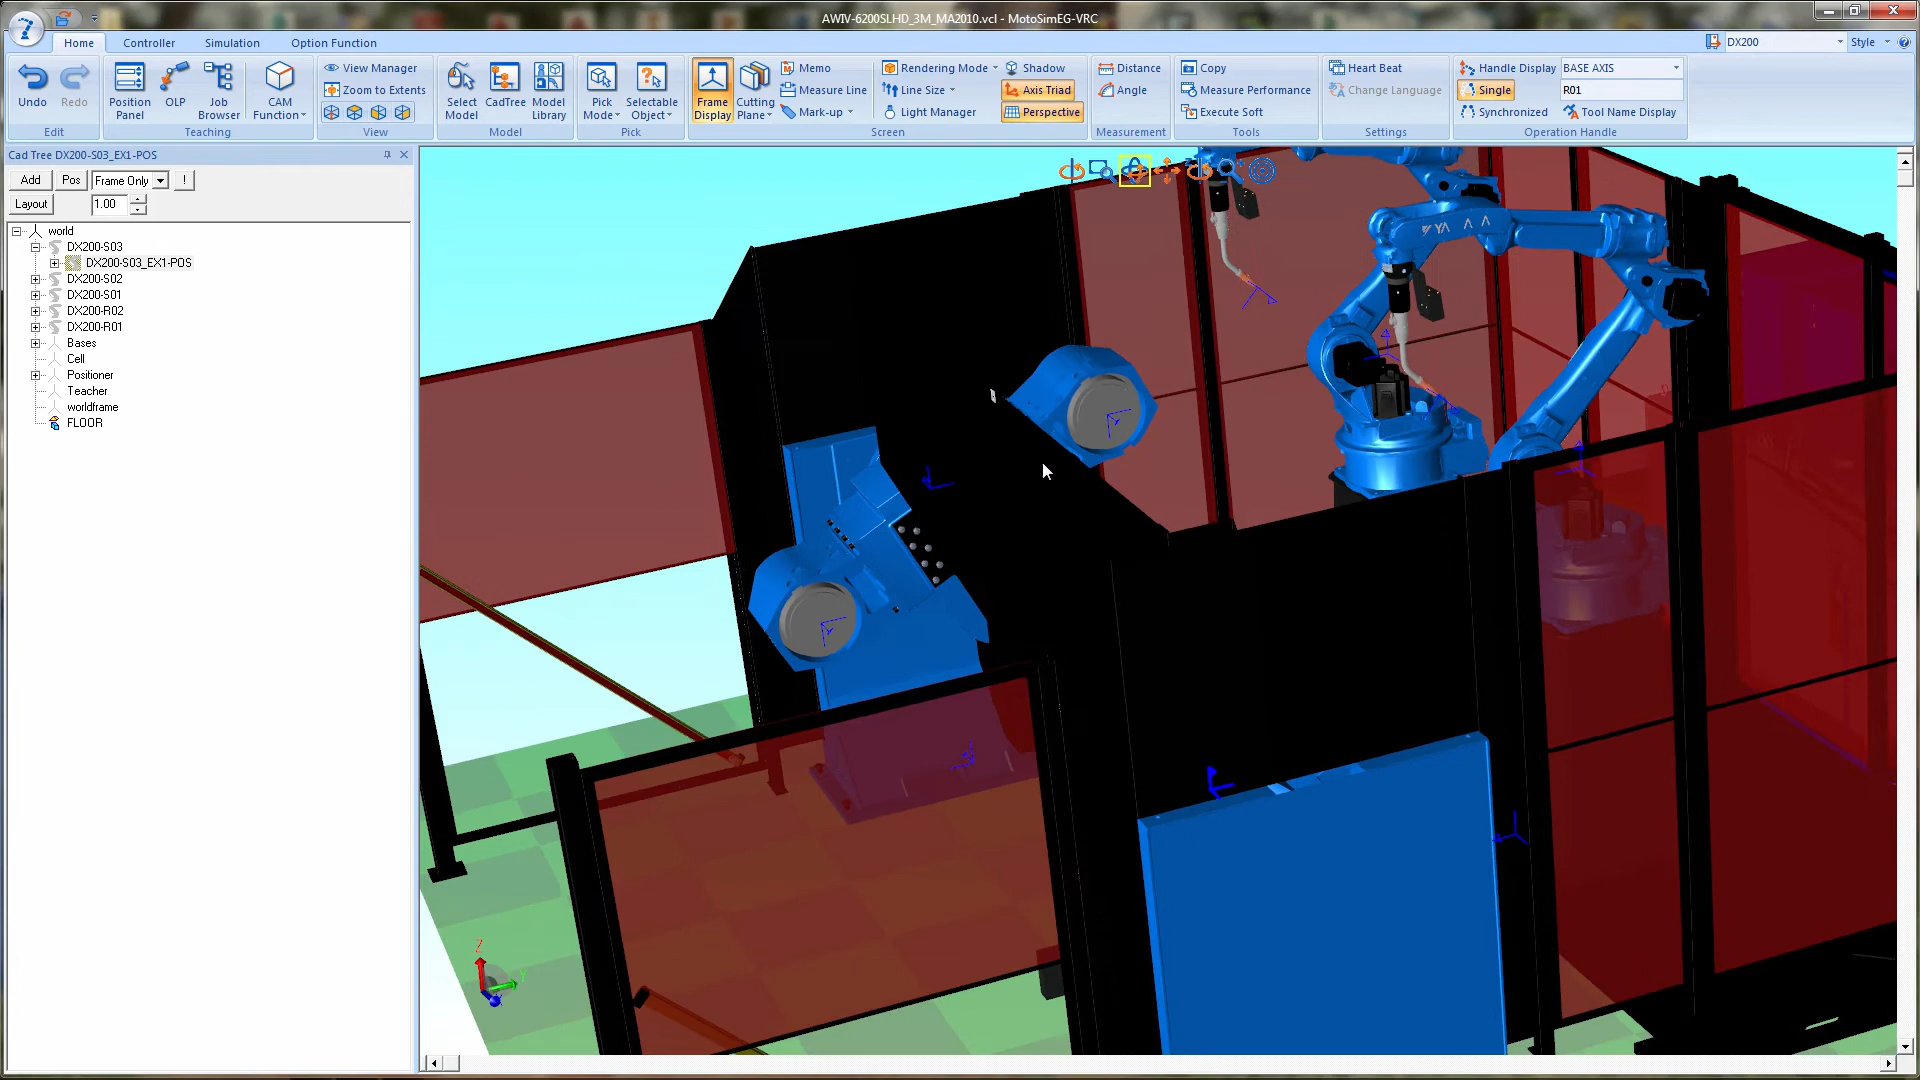 AWIV-6200SLHD_3M_MA2010.vcl - MotoSimEG-VRC
Home Controller Simulation Option Function
DX200 Style
Undo Redo
Edit
Position Panel OLP Job Browser CAM Function
Teaching
View Manager
Zoom to Extents
View
Select Model CadTree Model Library
Model
Pick Mode Selectable Object
Pick
Frame Display Cutting Plane
Memo
Measure Line
Mark-up
Rendering Mode
Line Size
Light Manager
Shadow
Axis Triad
Perspective
Screen
Distance
Angle
Measurement
Copy
Measure Performance
Execute Soft
Tools
Heart Beat
Change Language
Settings
Handle Display BASE AXIS
Single R01
Synchronized Tool Name Display
Operation Handle
Cad Tree DX200-S03_EX1-POS
Add Pos Frame Only !
Layout 1.00
world
DX200-S03
DX200-S03_EX1-POS
DX200-S02
DX200-S01
DX200-R02
DX200-R01
Bases
Cell
Positioner
Teacher
worldframe
FLOOR
Z
Y